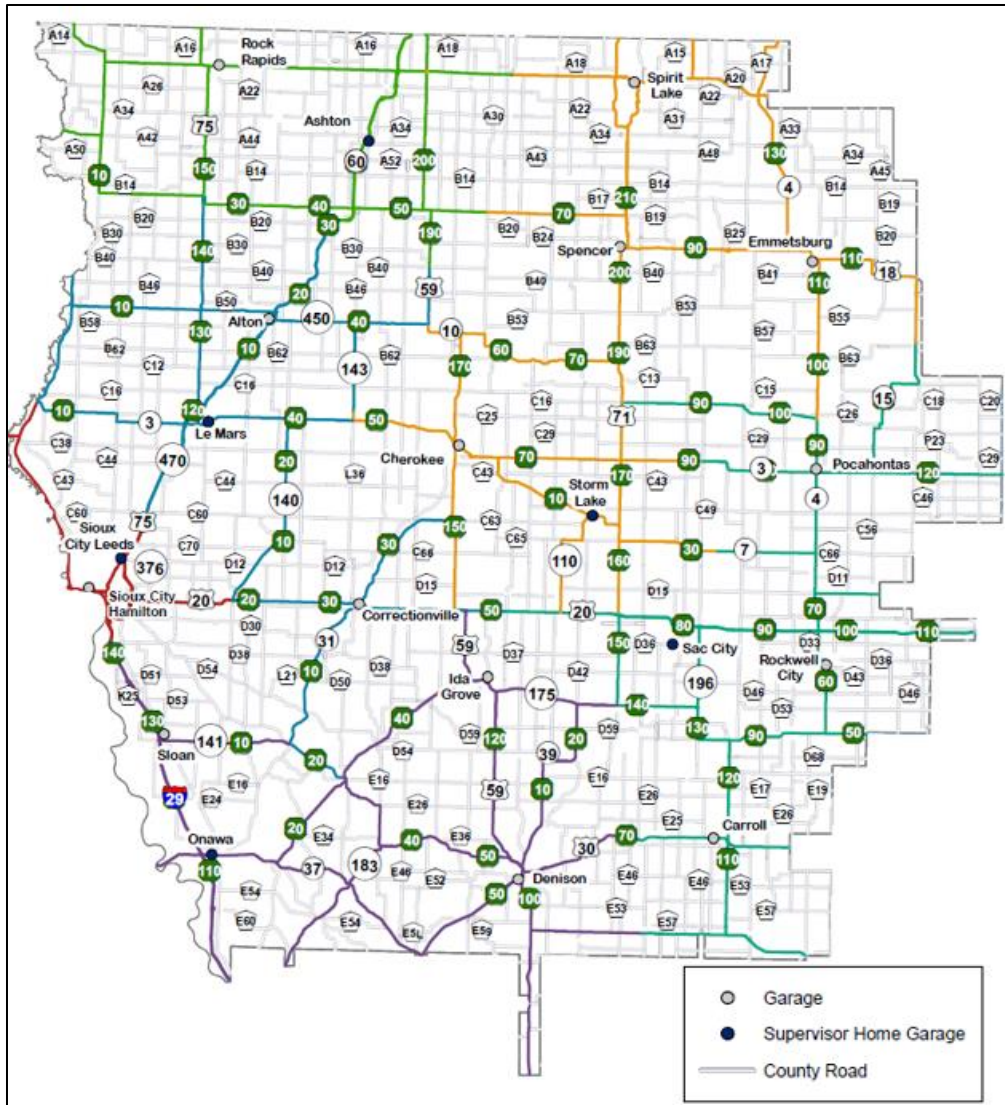 A14
A16
A16
A18
A15
A17
Rock
Rapids
A18
A20
Spirit
Lake
A26
A22
A22
A22
A34
Ashton
A30
A31
75
A34
A34
A33
A42
A44
60
A52
A43
A48
130
A34
A50
200
A45
10
150
B14
B14
B14
B17
210
B14
4
B14
B14
30
40
50
70
B19
B19
B20
B20
30
190
B20
B24
B25
B20
B30
140
B30
B30
Spencer
90
Emmetsburg
110
B40
B40
B40
B40
200
B40
B41
110
18
B46
20
B46
59
10
B50
450
40
B53
B53
B55
B58
Alton
10
130
10
B62
B62
B62
60
70
190
B63
B57
100
B63
C12
143
170
C13
C16
C16
C16
C15
15
C18
C20
10
120
71
90
100
C26
3
Le Mars
40
50
C25
C29
C29
90
P23
C38
470
20
Cherokee
70
90
3
Pocahontas
120
C29
C44
C44
L36
C43
170
C43
C43
140
Storm
Lake
4
C46
10
C60
75
C60
C63
C49
C56
Sioux
City Leeds
10
30
150
C65
110
30
7
C66
C70
D12
D12
C66
160
376
D15
D15
D11
Sioux City
Hamilton
20
20
30
Correctionville
50
20
80
70
90
100
110
D30
31
59
D37
150
D36
D33
D36
140
D38
D38
Sac City
Rockwell
City
D51
D54
L21
10
D50
Ida
Grove
D42
60
D43
K25
175
196
D46
D46
D53
130
40
140
D53
141
10
D54
D59
120
20
D59
130
90
50
Sloan
20
39
D68
E16
E16
E16
120
E17
E19
29
E24
59
10
E26
E26
E26
Onawa
20
E34
40
E36
70
E25
Carroll
37
183
50
30
110
E46
E52
Denison
110
E46
E46
E53
E54
50
100
E53
E57
E60
E54
E59
E57
Garage
Supervisor Home Garage
County Road